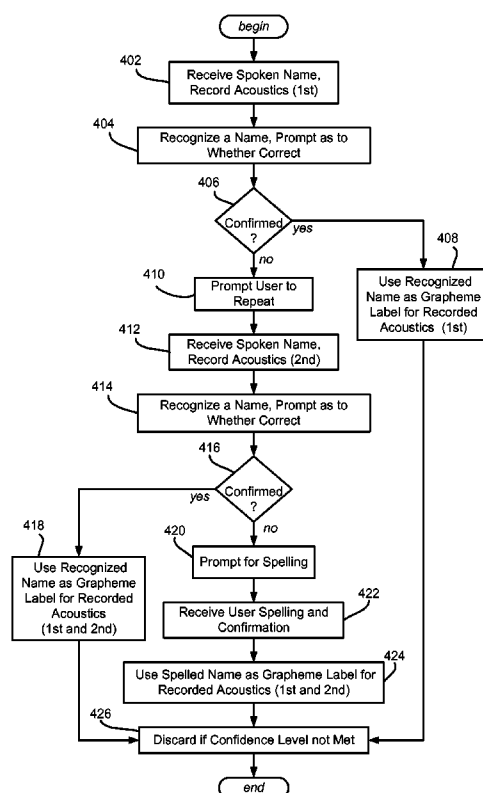 begin
402
Receive Spoken Name,
Record Acoustics (1st)
404
Recognize a Name, Prompt as to
Whether Correct
406
Confirmed
?
yes
no
408
Use Recognized
Name as Grapheme
Label for Recorded
Acoustics (1st)
410
Prompt User to
Repeat
412
Receive Spoken Name,
Record Acoustics (2nd)
414
Recognize a Name, Prompt as to
Whether Correct
416
Confirmed
?
yes
no
418
Use Recognized
Name as Grapheme
Label for Recorded
Acoustics
(1st and 2nd)
420
Prompt for Spelling
422
Receive User Spelling and
Confirmation
424
Use Spelled Name as Grapheme Label for
Recorded Acoustics (1st and 2nd)
426
Discard if Confidence Level not Met
end